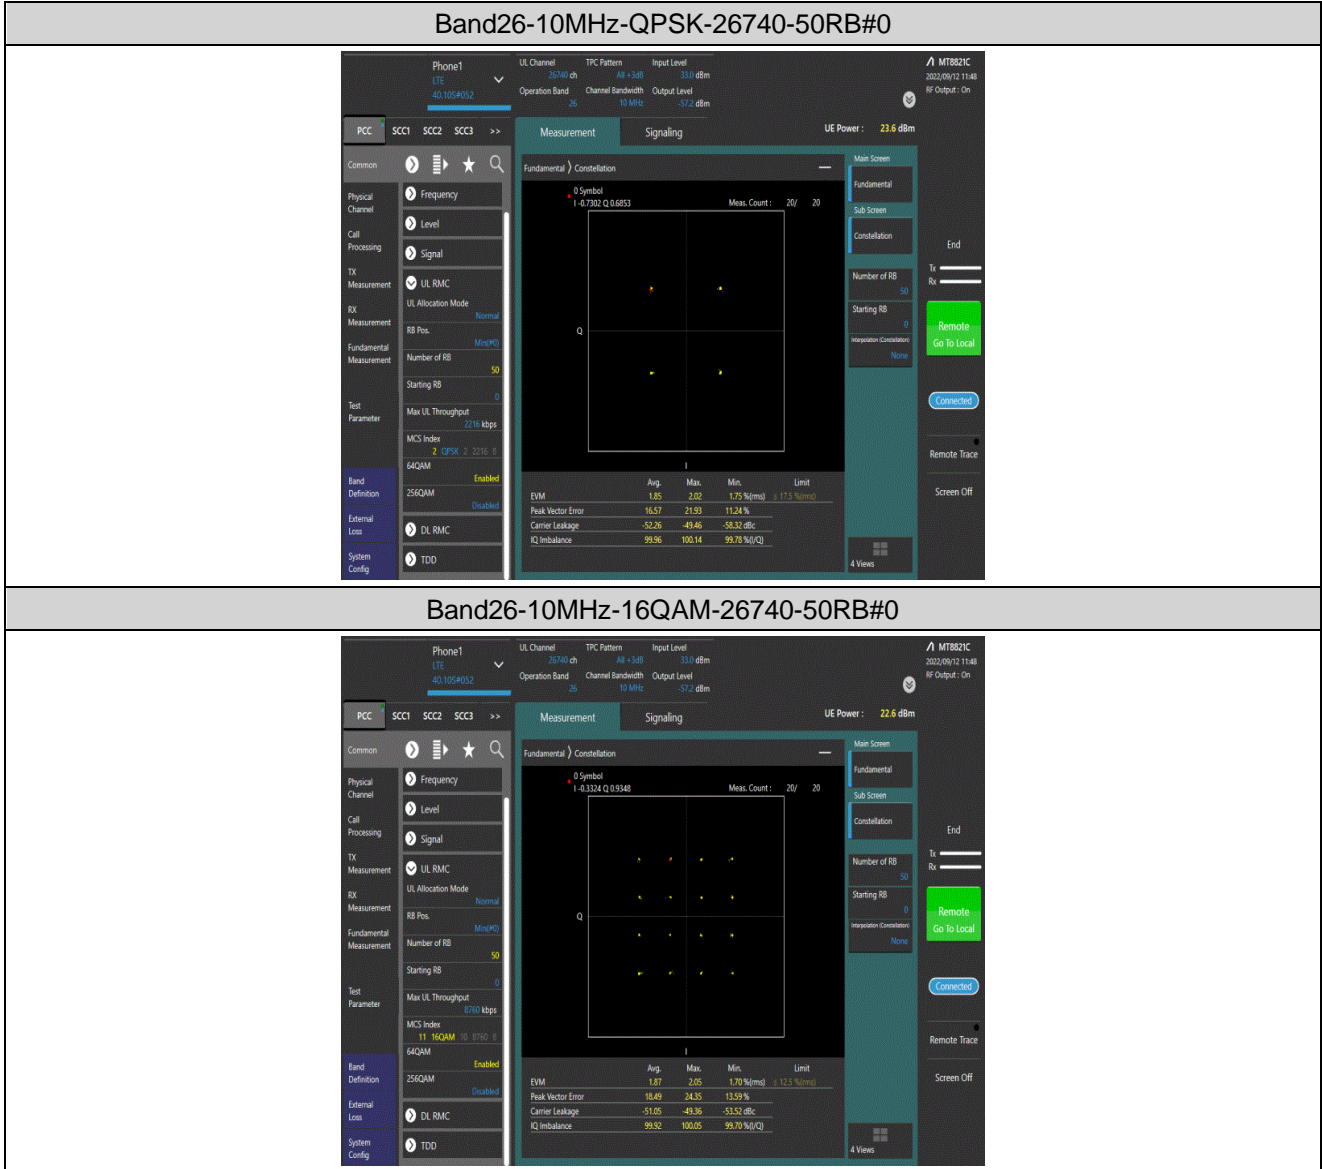 Band26-10MHz-QPSK-26740-50RB#0
Phone1
LTE
40.105#052
UL Channel TPC Pattern Input Level
26740 ch All +3dB 33.0 dBm
Operation Band Channel Bandwidth Output Level
26 10 MHz -57.2 dBm
MT8821C
2022/09/12 11:48
RF Output : On
PCC SCC1 SCC2 SCC3 >>
Measurement Signaling
UE Power : 23.6 dBm
Common
Physical Channel
Call Processing
TX Measurement
RX Measurement
Fundamental Measurement
Test Parameter
Band Definition
External Loss
System Config
Frequency
Level
Signal
UL RMC
UL Allocation Mode
Normal
RB Pos.
Min(#0)
Number of RB
50
Starting RB
0
Max UL Throughput
2216 kbps
MCS Index
2 QPSK 2 2216 8
64QAM
Enabled
256QAM
Disabled
DL RMC
TDD
Fundamental ⟩ Constellation
0 Symbol
I -0.7302 Q 0.6853
Meas. Count : 20/ 20
Q
I
Avg. Max. Min. Limit
EVM 1.85 2.02 1.75 %(rms) ≤ 17.5 %(rms)
Peak Vector Error 16.57 21.93 11.24 %
Carrier Leakage -52.26 -49.46 -58.32 dBc
IQ Imbalance 99.96 100.14 99.78 %(I/Q)
Main Screen
Fundamental
Sub Screen
Constellation
Number of RB
50
Starting RB
0
Interpolation (Constellation)
None
4 Views
End
Tx
Rx
Remote
Go To Local
Connected
Remote Trace
Screen Off
Band26-10MHz-16QAM-26740-50RB#0
Phone1
LTE
40.105#052
UL Channel TPC Pattern Input Level
26740 ch All +3dB 33.0 dBm
Operation Band Channel Bandwidth Output Level
26 10 MHz -57.2 dBm
MT8821C
2022/09/12 11:48
RF Output : On
PCC SCC1 SCC2 SCC3 >>
Measurement Signaling
UE Power : 22.6 dBm
Common
Physical Channel
Call Processing
TX Measurement
RX Measurement
Fundamental Measurement
Test Parameter
Band Definition
External Loss
System Config
Frequency
Level
Signal
UL RMC
UL Allocation Mode
Normal
RB Pos.
Min(#0)
Number of RB
50
Starting RB
0
Max UL Throughput
8760 kbps
MCS Index
11 16QAM 10 8760 8
64QAM
Enabled
256QAM
Disabled
DL RMC
TDD
Fundamental ⟩ Constellation
0 Symbol
I -0.3324 Q 0.9348
Meas. Count : 20/ 20
Q
I
Avg. Max. Min. Limit
EVM 1.87 2.05 1.70 %(rms) ≤ 12.5 %(rms)
Peak Vector Error 18.49 24.35 13.59 %
Carrier Leakage -51.05 -49.36 -53.52 dBc
IQ Imbalance 99.92 100.05 99.70 %(I/Q)
Main Screen
Fundamental
Sub Screen
Constellation
Number of RB
50
Starting RB
0
Interpolation (Constellation)
None
4 Views
End
Tx
Rx
Remote
Go To Local
Connected
Remote Trace
Screen Off